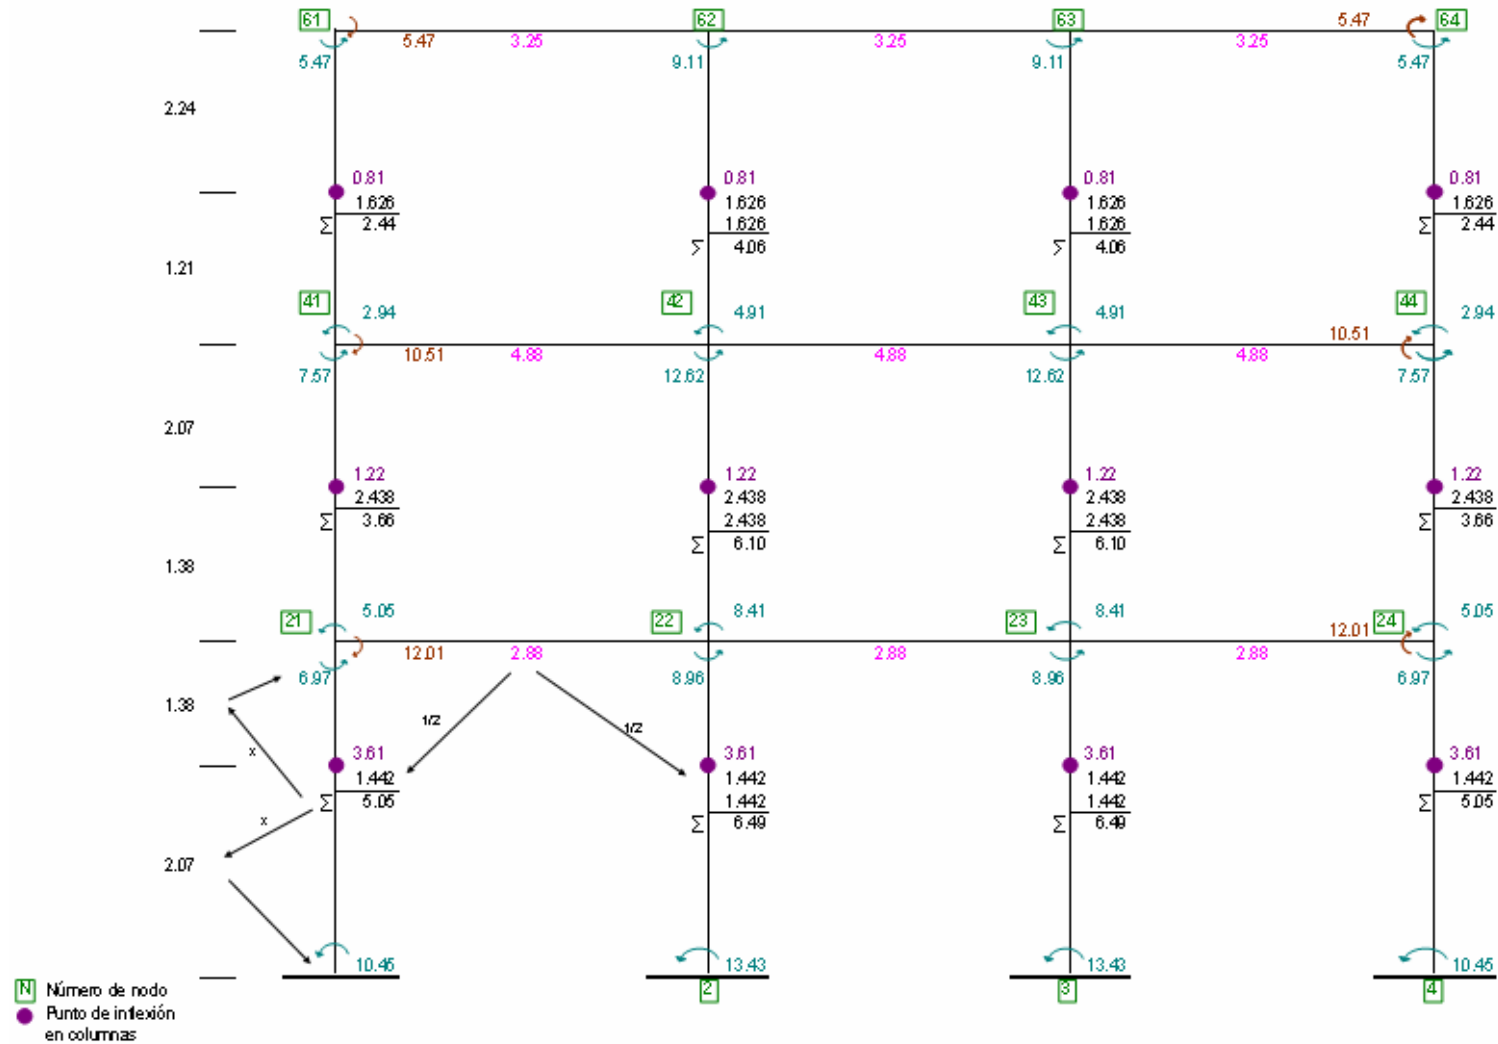 61 62 63 5.47 64
5.47 3.25 3.25 3.25
5.47 9.11 9.11 5.47
2.24
0.81 0.81 0.81 0.81
1.626 1.626 1.626 1.626
Σ 2.44 1.626 1.626 Σ 2.44
Σ 4.06 Σ 4.06
1.21
41 2.94 42 4.91 43 4.91 44 2.94
10.51
10.51 4.88 4.88 4.88
7.57 12.62 12.62 7.57
2.07
1.22 1.22 1.22 1.22
2.438 2.438 2.438 2.438
Σ 3.66 2.438 2.438 Σ 3.66
Σ 6.10 Σ 6.10
1.38
21 5.05 22 8.41 23 8.41 24 5.05
12.01
12.01 2.88 2.88 2.88
6.97 8.96 8.96 6.97
1.38
1/2 1/2
x 3.61 3.61 3.61 3.61
1.442 1.442 1.442 1.442
Σ 5.05 1.442 1.442 Σ 5.05
x Σ 6.49 Σ 6.49
2.07
10.45 13.43 13.43 10.45
N Número de nodo 2 3 4
Punto de inflexión
en columnas